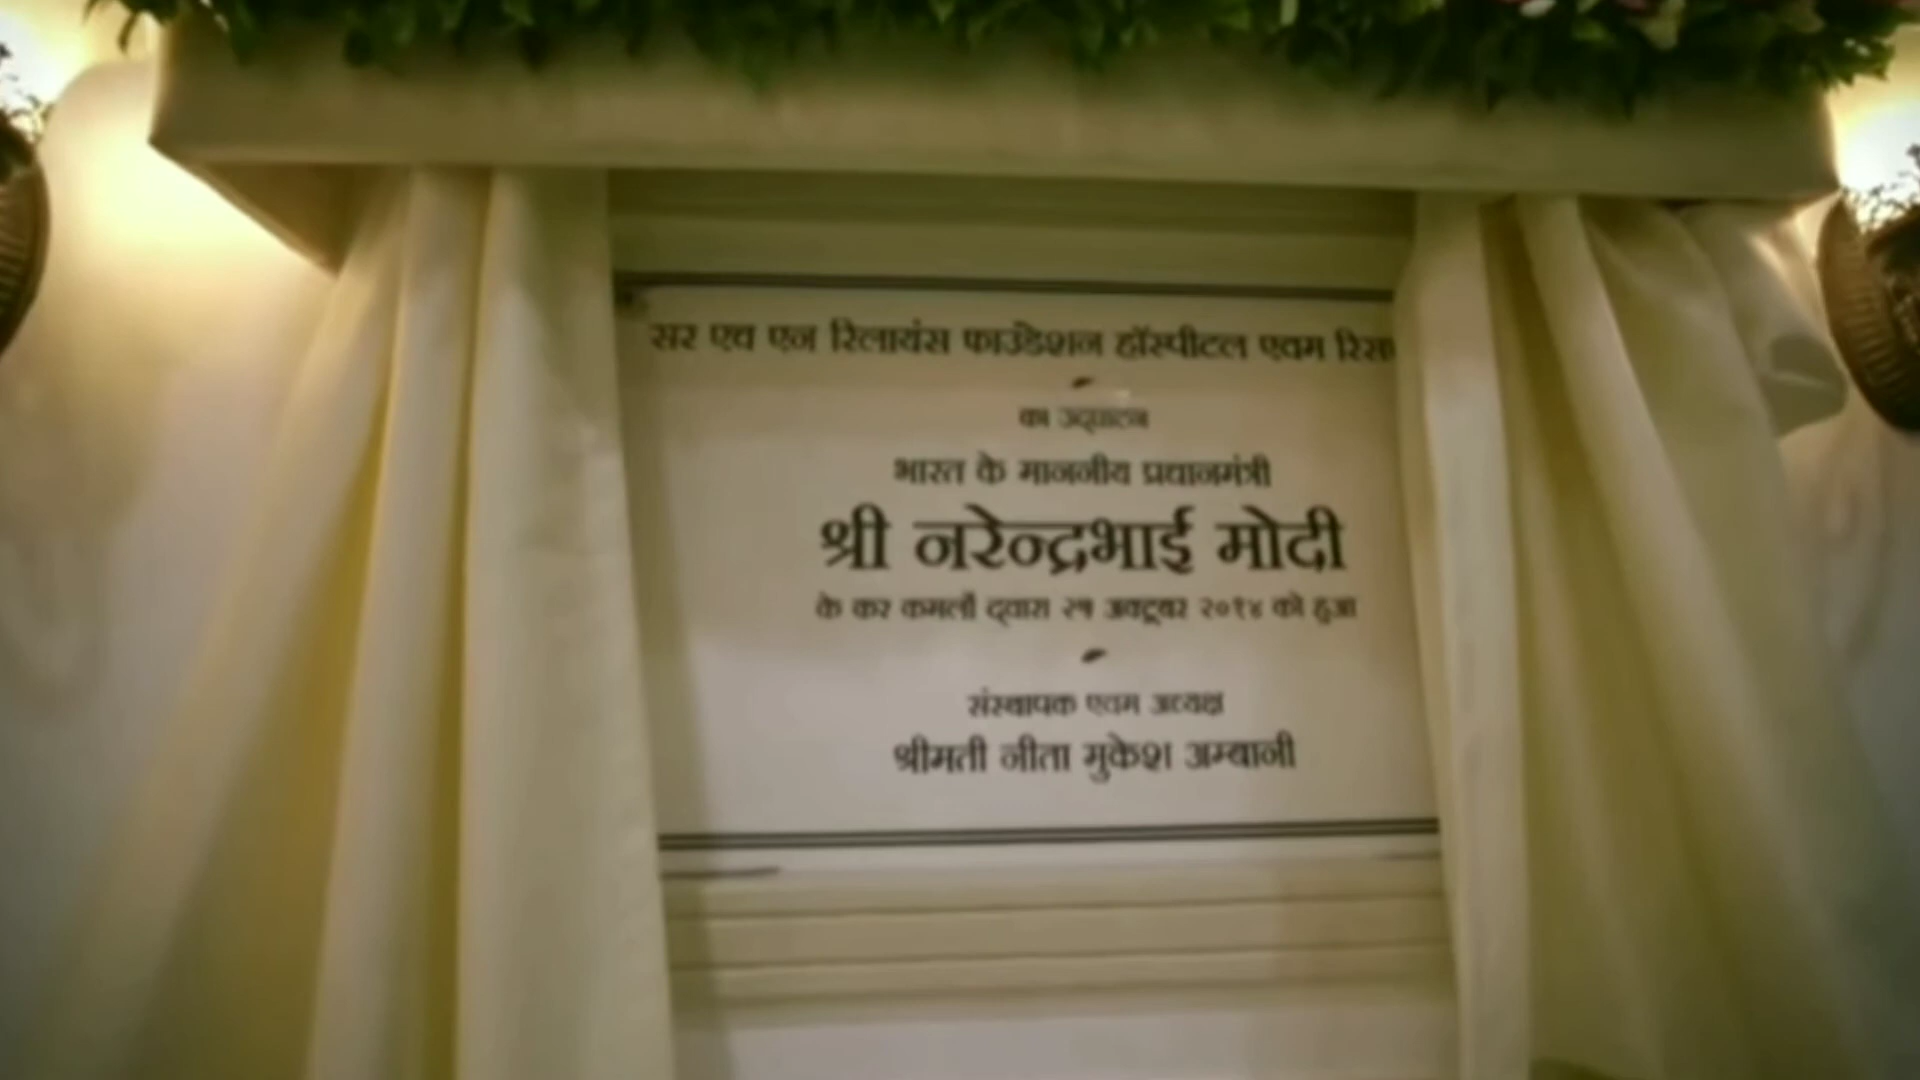 सर एच एन रिलायंस फाउंडेशन हॉस्पीटल एवम
का उद्घाटन
भारत के माननीय प्रधानमंत्री
श्री नरेन्द्रभाई मोदी
के कर कमलों द्वारा २५ अक्टूबर २०१४ को हुआ
संस्थापक एवम अध्यक्ष
श्रीमती नीता मुकेश अम्बानी